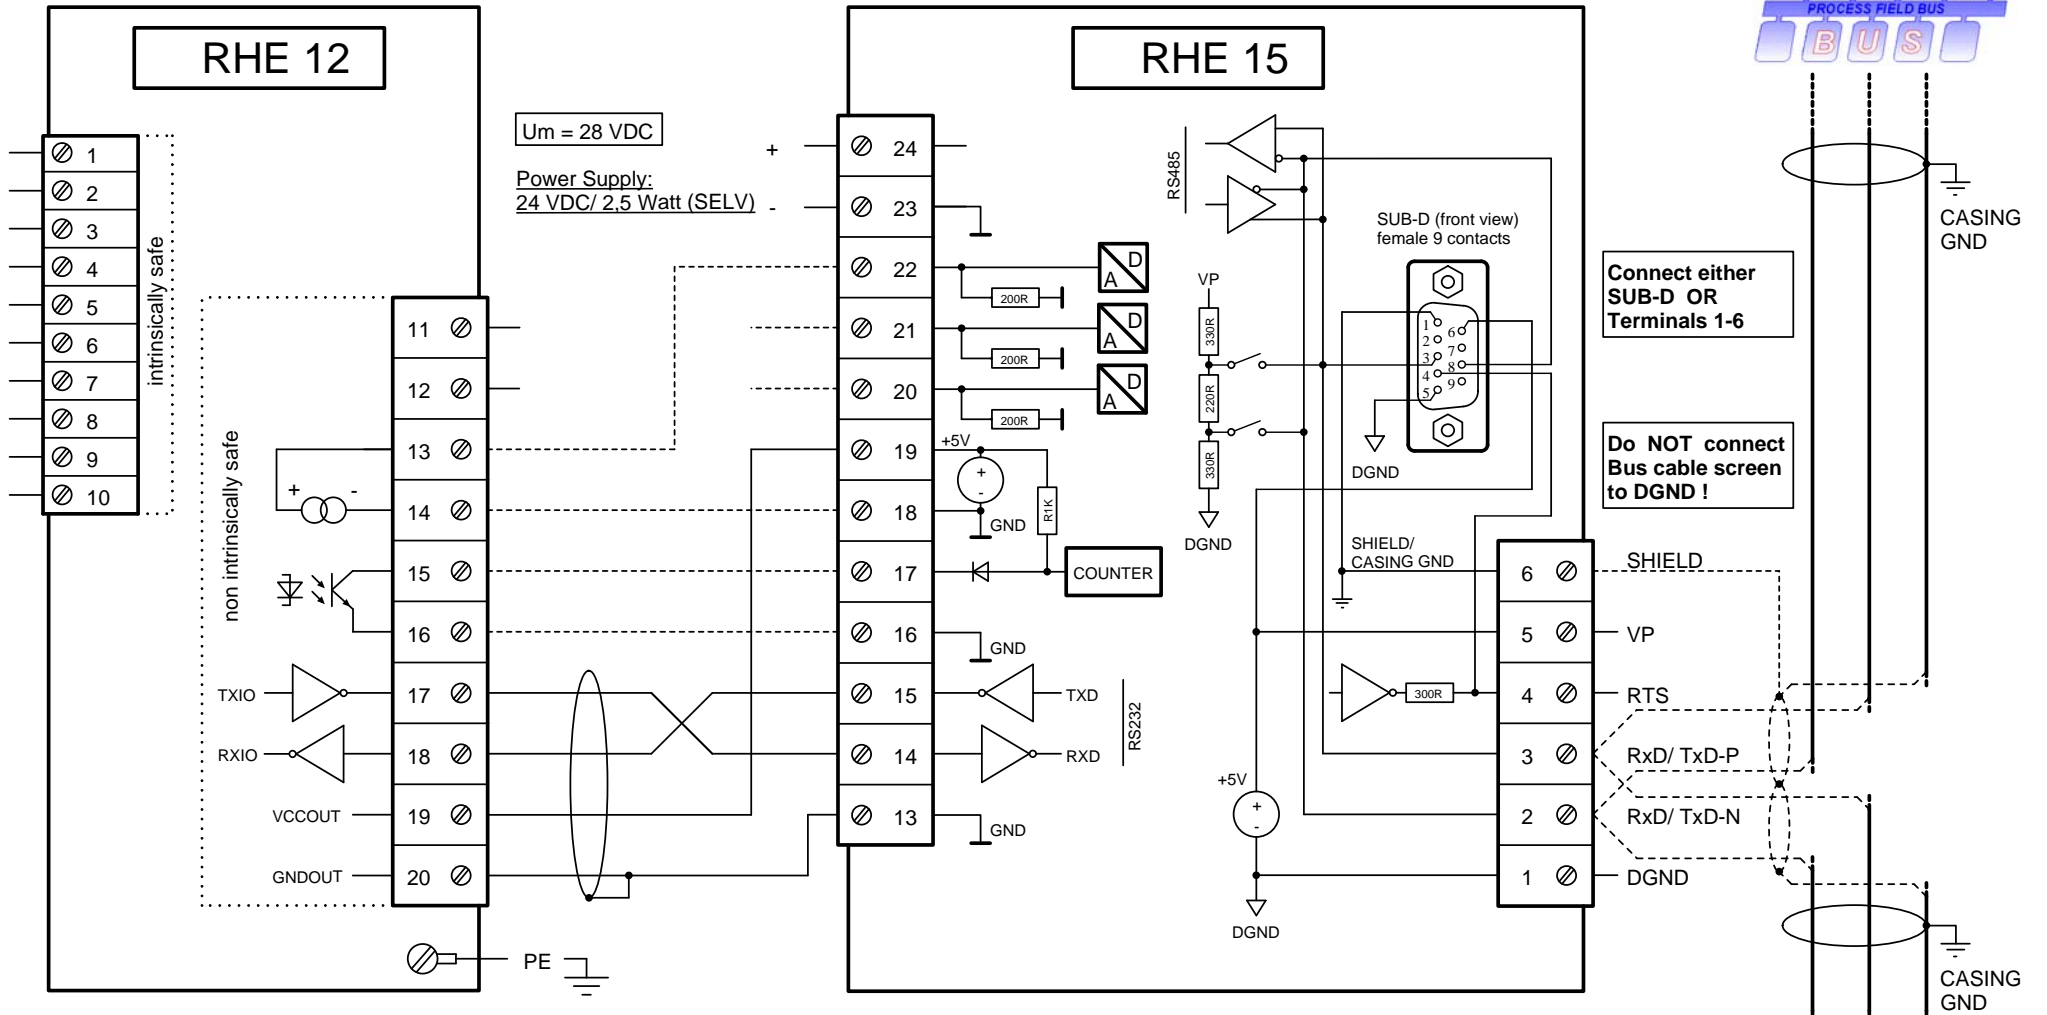 PROCESS FIELD BUS
BUS
RHE 12
RHE 15
Um = 28 VDC
Power Supply:
24 VDC/ 2,5 Watt (SELV)
+
-
1
2
3
4
5
6
7
8
9
10
intrinsically safe
non intrinsically safe
11
12
13
14
15
16
17
18
19
20
+ -
TXIO
RXIO
VCCOUT
GNDOUT
PE
24
23
22
21
20
19
18
17
16
15
14
13
D
A
200R
D
A
200R
D
A
200R
+5V
+
-
GND
R1K
COUNTER
GND
TXD
RXD
RS232
GND
RS485
VP
330R
220R
330R
DGND
SUB-D (front view)
female 9 contacts
1
2
3
4
5
6
7
8
9
DGND
SHIELD/
CASING GND
300R
+5V
+
-
DGND
6
5
4
3
2
1
SHIELD
VP
RTS
RxD/ TxD-P
RxD/ TxD-N
DGND
Connect either
SUB-D OR
Terminals 1-6
Do NOT connect
Bus cable screen
to DGND !
CASING
GND
CASING
GND